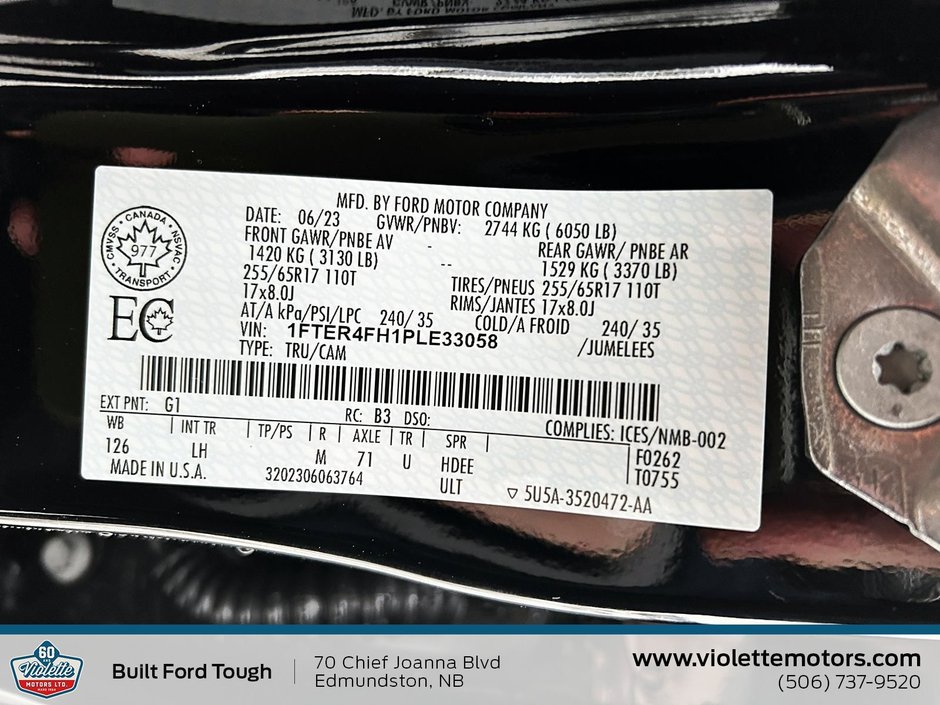 MFD. BY FORD MOTOR COMPANY
DATE: 06/23 GVWR/PNBV: 2744 KG ( 6050 LB)
FRONT GAWR/PNBE AV - REAR GAWR/ PNBE AR
1420 KG ( 3130 LB) -- 1529 KG ( 3370 LB)
255/65R17 110T TIRES/PNEUS 255/65R17 110T
17x8.0J RIMS/JANTES 17x8.0J
AT/A kPa/PSI/LPC 240/ 35 COLD/A FROID 240/ 35
VIN: 1FTER4FH1PLE33058 /JUMELEES
TYPE: TRU/CAM
CANADA
CMVSS • NSVAC
977
TRANSPORT
EC
EXT PNT: G1 RC: B3 DSO: COMPLIES: ICES/NMB-002
WB | INT TR | TP/PS | R | AXLE | TR | SPR | F0262
126 LH M 71 U HDEE T0755
MADE IN U.S.A. 3202306063764 ULT ▽ 5U5A-3520472-AA
60
Violette
MOTORS LTD.
Built Ford Tough
70 Chief Joanna Blvd
Edmundston, NB
www.violettemotors.com
(506) 737-9520